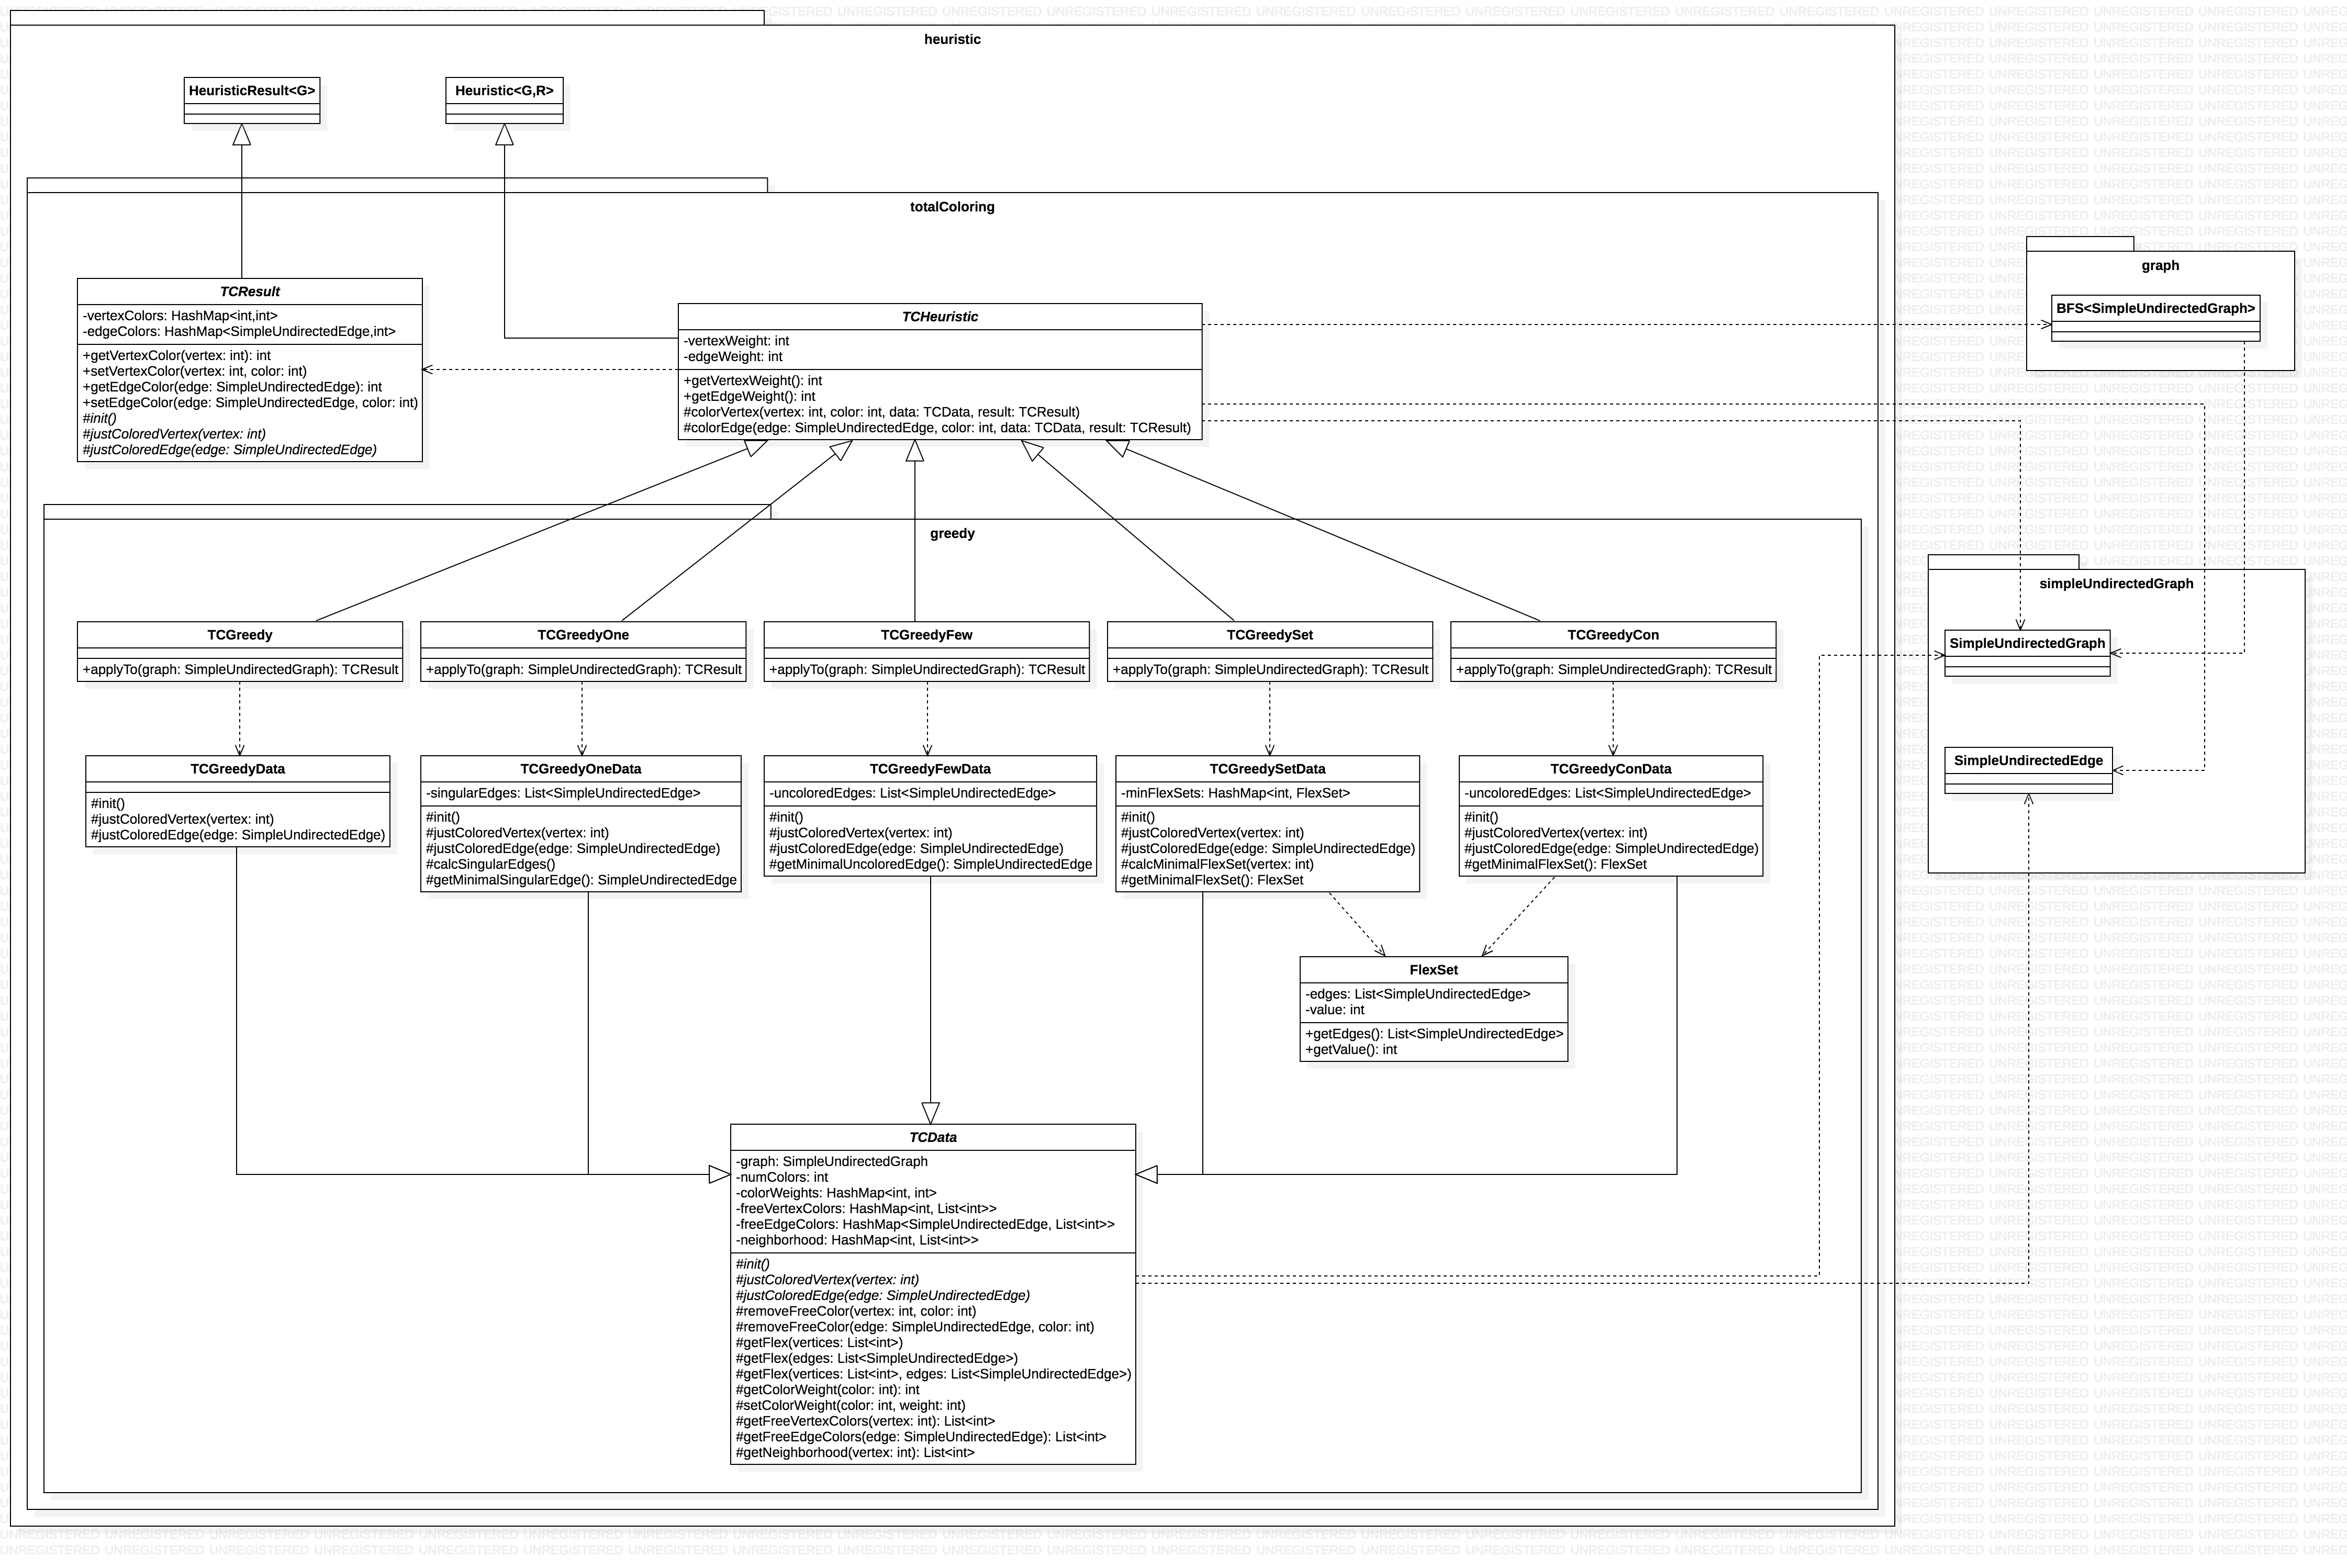 heuristic
HeuristicResult<G>
Heuristic<G,R>
totalColoring
TCResult
-vertexColors: HashMap<int,int>
-edgeColors: HashMap<SimpleUndirectedEdge,int>
+getVertexColor(vertex: int): int
+setVertexColor(vertex: int, color: int)
+getEdgeColor(edge: SimpleUndirectedEdge): int
+setEdgeColor(edge: SimpleUndirectedEdge, color: int)
#init()
#justColoredVertex(vertex: int)
#justColoredEdge(edge: SimpleUndirectedEdge)
TCHeuristic
-vertexWeight: int
-edgeWeight: int
+getVertexWeight(): int
+getEdgeWeight(): int
#colorVertex(vertex: int, color: int, data: TCData, result: TCResult)
#colorEdge(edge: SimpleUndirectedEdge, color: int, data: TCData, result: TCResult)
graph
BFS<SimpleUndirectedGraph>
greedy
TCGreedy
+applyTo(graph: SimpleUndirectedGraph): TCResult
TCGreedyOne
+applyTo(graph: SimpleUndirectedGraph): TCResult
TCGreedyFew
+applyTo(graph: SimpleUndirectedGraph): TCResult
TCGreedySet
+applyTo(graph: SimpleUndirectedGraph): TCResult
TCGreedyCon
+applyTo(graph: SimpleUndirectedGraph): TCResult
simpleUndirectedGraph
SimpleUndirectedGraph
SimpleUndirectedEdge
TCGreedyData
#init()
#justColoredVertex(vertex: int)
#justColoredEdge(edge: SimpleUndirectedEdge)
TCGreedyOneData
-singularEdges: List<SimpleUndirectedEdge>
#init()
#justColoredVertex(vertex: int)
#justColoredEdge(edge: SimpleUndirectedEdge)
#calcSingularEdges()
#getMinimalSingularEdge(): SimpleUndirectedEdge
TCGreedyFewData
-uncoloredEdges: List<SimpleUndirectedEdge>
#init()
#justColoredVertex(vertex: int)
#justColoredEdge(edge: SimpleUndirectedEdge)
#getMinimalUncoloredEdge(): SimpleUndirectedEdge
TCGreedySetData
-minFlexSets: HashMap<int, FlexSet>
#init()
#justColoredVertex(vertex: int)
#justColoredEdge(edge: SimpleUndirectedEdge)
#calcMinimalFlexSet(vertex: int)
#getMinimalFlexSet(): FlexSet
TCGreedyConData
-uncoloredEdges: List<SimpleUndirectedEdge>
#init()
#justColoredVertex(vertex: int)
#justColoredEdge(edge: SimpleUndirectedEdge)
#getMinimalFlexSet(): FlexSet
FlexSet
-edges: List<SimpleUndirectedEdge>
-value: int
+getEdges(): List<SimpleUndirectedEdge>
+getValue(): int
TCData
-graph: SimpleUndirectedGraph
-numColors: int
-colorWeights: HashMap<int, int>
-freeVertexColors: HashMap<int, List<int>>
-freeEdgeColors: HashMap<SimpleUndirectedEdge, List<int>>
-neighborhood: HashMap<int, List<int>>
#init()
#justColoredVertex(vertex: int)
#justColoredEdge(edge: SimpleUndirectedEdge)
#removeFreeColor(vertex: int, color: int)
#removeFreeColor(edge: SimpleUndirectedEdge, color: int)
#getFlex(vertices: List<int>)
#getFlex(edges: List<SimpleUndirectedEdge>)
#getFlex(vertices: List<int>, edges: List<SimpleUndirectedEdge>)
#getColorWeight(color: int): int
#setColorWeight(color: int, weight: int)
#getFreeVertexColors(vertex: int): List<int>
#getFreeEdgeColors(edge: SimpleUndirectedEdge): List<int>
#getNeighborhood(vertex: int): List<int>